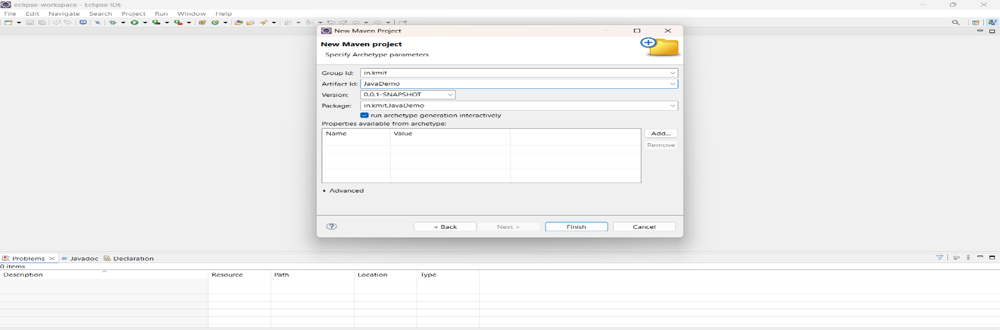 eclipse-workspace - Eclipse IDE
File Edit Navigate Search Project Run Window Help
New Maven Project
New Maven project
Specify Archetype parameters
Group Id: in.kmit
Artifact Id: JavaDemo
Version: 0.0.1-SNAPSHOT
Package: in.kmit.JavaDemo
run archetype generation interactively
Properties available from archetype:
Name Value
Add...
Remove
Advanced
< Back Next > Finish Cancel
Problems Javadoc Declaration
0 items
Description Resource Path Location Type